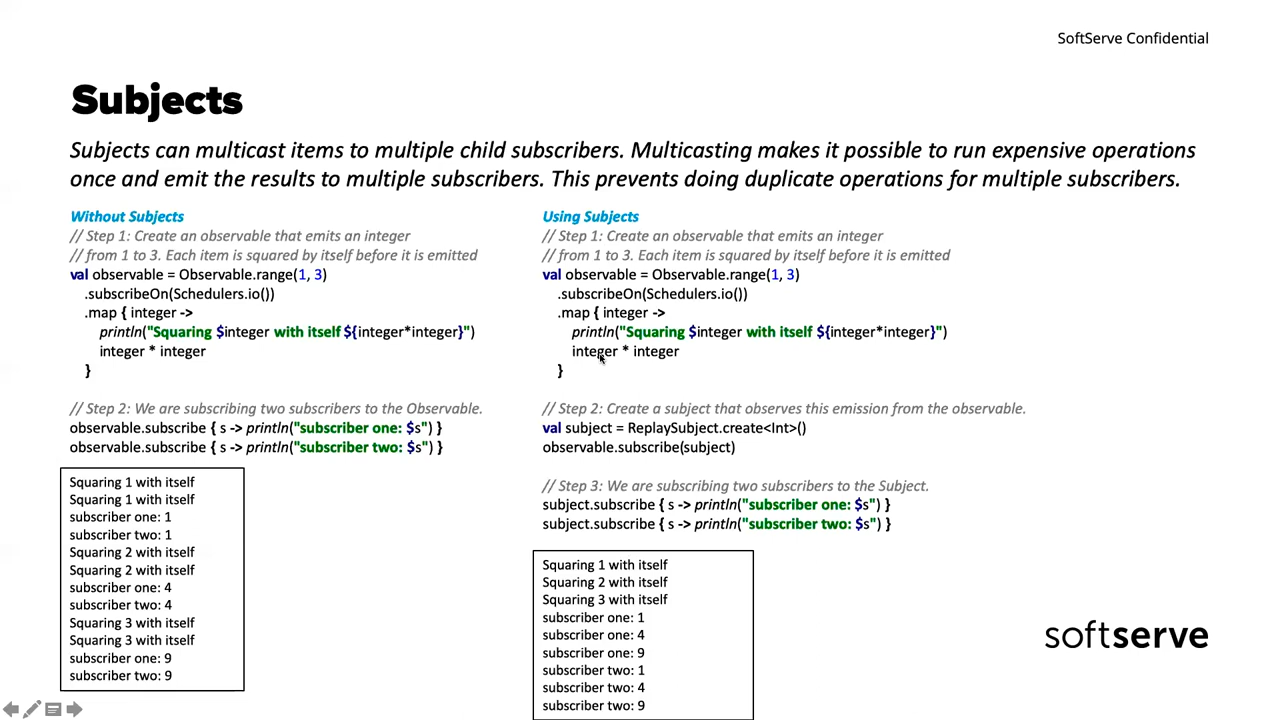 SoftServe Confidential
Subjects
Subjects can multicast items to multiple child subscribers. Multicasting makes it possible to run expensive operations
once and emit the results to multiple subscribers. This prevents doing duplicate operations for multiple subscribers.
Without Subjects
// Step 1: Create an observable that emits an integer
// from 1 to 3. Each item is squared by itself before it is emitted
val observable = Observable.range(1, 3)
.subscribeOn(Schedulers.io())
.map { integer ->
println("Squaring $integer with itself ${integer*integer}")
integer * integer
}
// Step 2: We are subscribing two subscribers to the Observable.
observable.subscribe { s -> println("subscriber one: $s") }
observable.subscribe { s -> println("subscriber two: $s") }
Squaring 1 with itself
Squaring 1 with itself
subscriber one: 1
subscriber two: 1
Squaring 2 with itself
Squaring 2 with itself
subscriber one: 4
subscriber two: 4
Squaring 3 with itself
Squaring 3 with itself
subscriber one: 9
subscriber two: 9
Using Subjects
// Step 1: Create an observable that emits an integer
// from 1 to 3. Each item is squared by itself before it is emitted
val observable = Observable.range(1, 3)
.subscribeOn(Schedulers.io())
.map { integer ->
println("Squaring $integer with itself ${integer*integer}")
integer * integer
}
// Step 2: Create a subject that observes this emission from the observable.
val subject = ReplaySubject.create<Int>()
observable.subscribe(subject)
// Step 3: We are subscribing two subscribers to the Subject.
subject.subscribe { s -> println("subscriber one: $s") }
subject.subscribe { s -> println("subscriber two: $s") }
Squaring 1 with itself
Squaring 2 with itself
Squaring 3 with itself
subscriber one: 1
subscriber one: 4
subscriber one: 9
subscriber two: 1
subscriber two: 4
subscriber two: 9
softserve